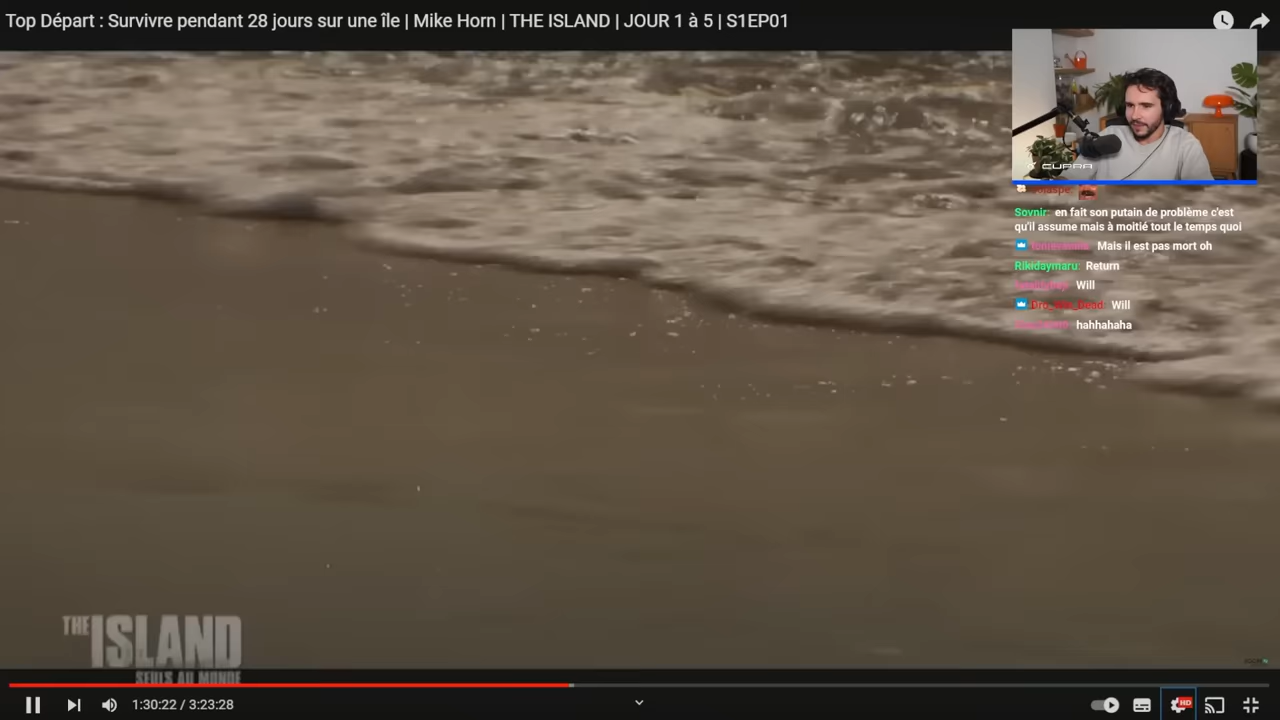 Top Départ : Survivre pendant 28 jours sur une île | Mike Horn | THE ISLAND | JOUR 1 à 5 | S1EP01
CUPRA
Sovnir: en fait son putain de problème c'est
qu'il assume mais à moitié tout le temps quoi
Mais il est pas mort oh
Rikidaymaru: Return
Will
Will
hahhahaha
THE ISLAND
SEULS AU MONDE
1:30:22 / 3:23:28
HD